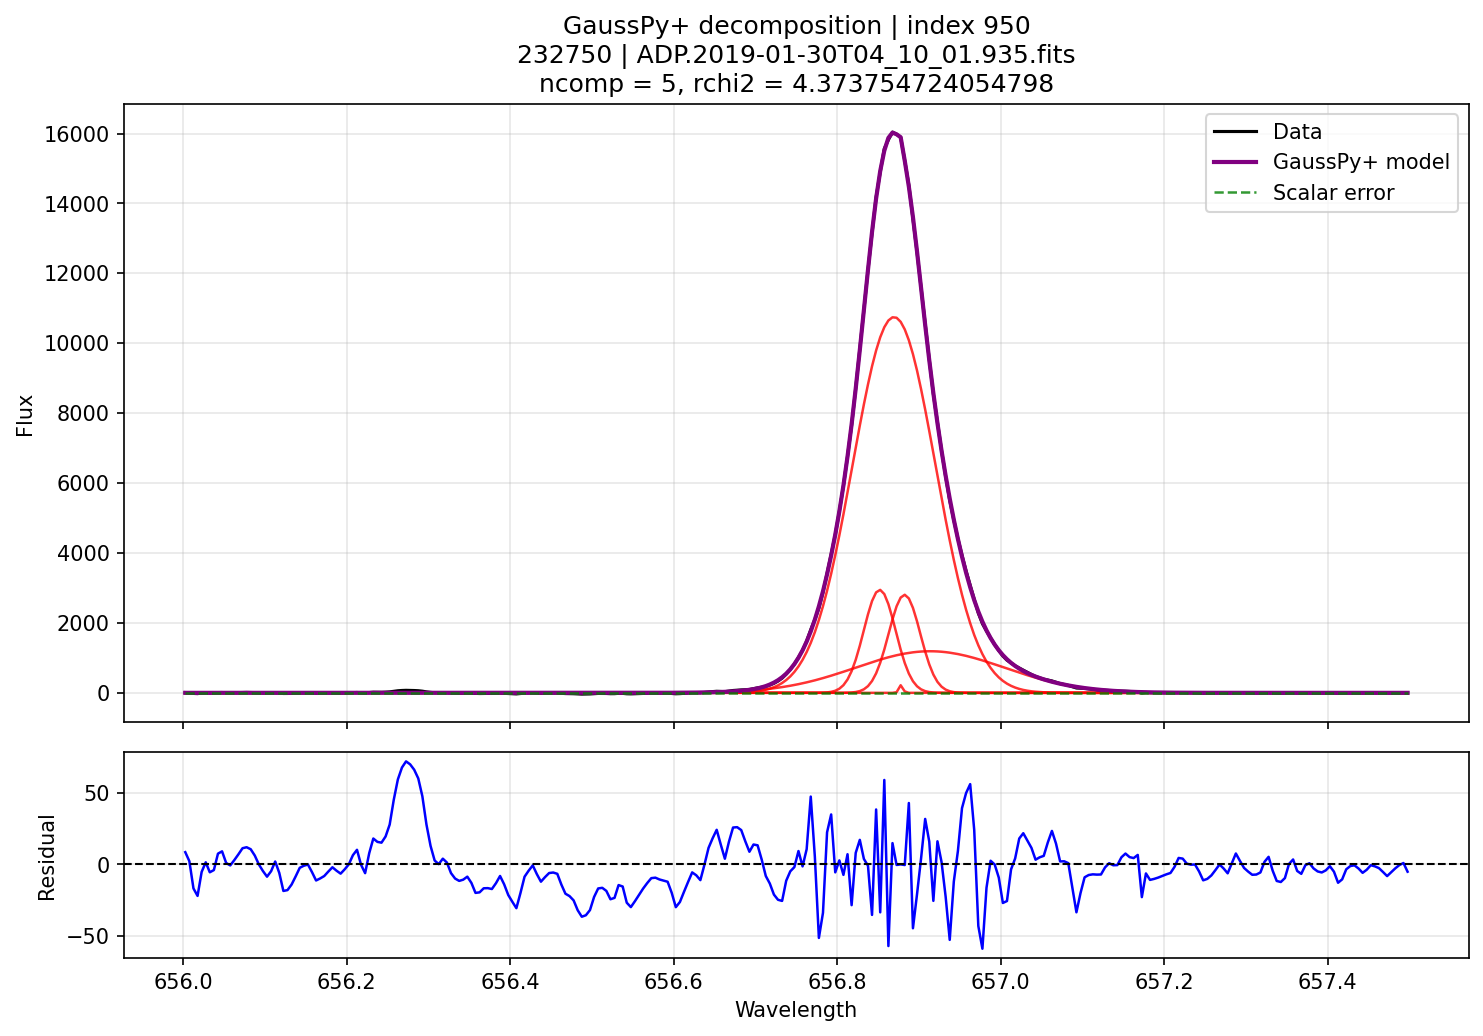 GaussPy+ decomposition | index 950
232750 | ADP.2019-01-30T04_10_01.935.fits
ncomp = 5, rchi2 = 4.373754724054798
Data
GaussPy+ model
Scalar error
16000
14000
12000
10000
8000
6000
4000
2000
0
Flux
50
0
−50
Residual
656.0
656.2
656.4
656.6
656.8
657.0
657.2
657.4
Wavelength